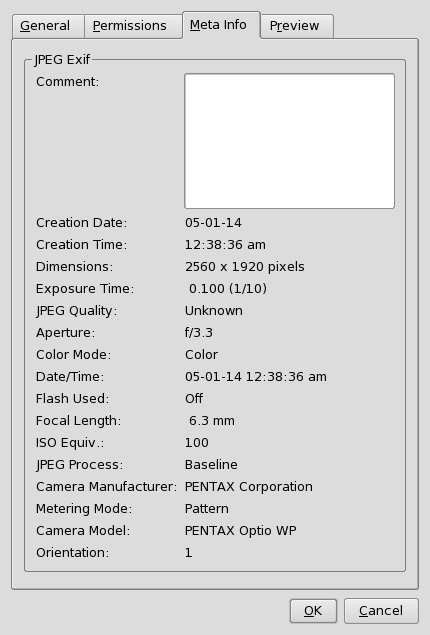 General Permissions Meta Info Preview
JPEG Exif
Comment:
Creation Date: 05-01-14
Creation Time: 12:38:36 am
Dimensions: 2560 x 1920 pixels
Exposure Time: 0.100 (1/10)
JPEG Quality: Unknown
Aperture: f/3.3
Color Mode: Color
Date/Time: 05-01-14 12:38:36 am
Flash Used: Off
Focal Length: 6.3 mm
ISO Equiv.: 100
JPEG Process: Baseline
Camera Manufacturer: PENTAX Corporation
Metering Mode: Pattern
Camera Model: PENTAX Optio WP
Orientation: 1
OK Cancel